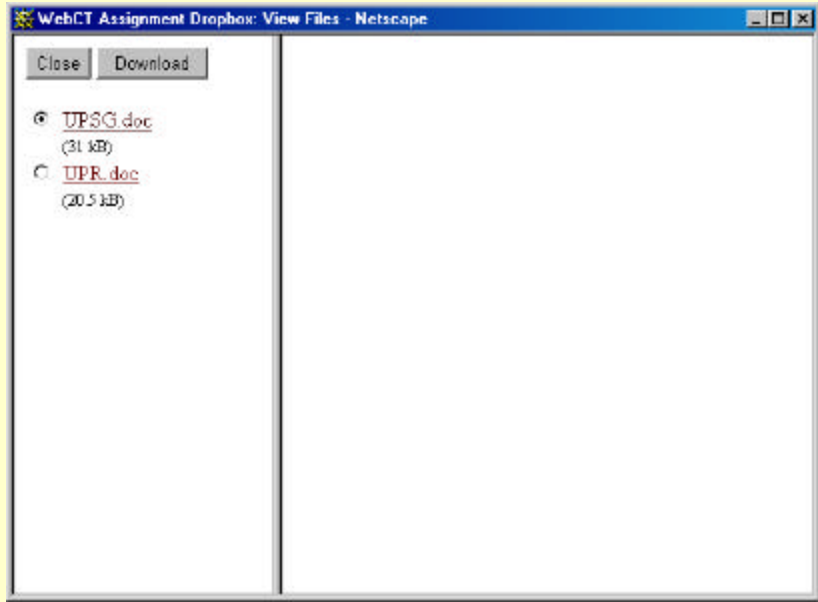 WebCT Assignment Dropbox: View Files - Netscape
Close Download
UPSG.doc
(31 kB)
UPR.doc
(20.5 kB)